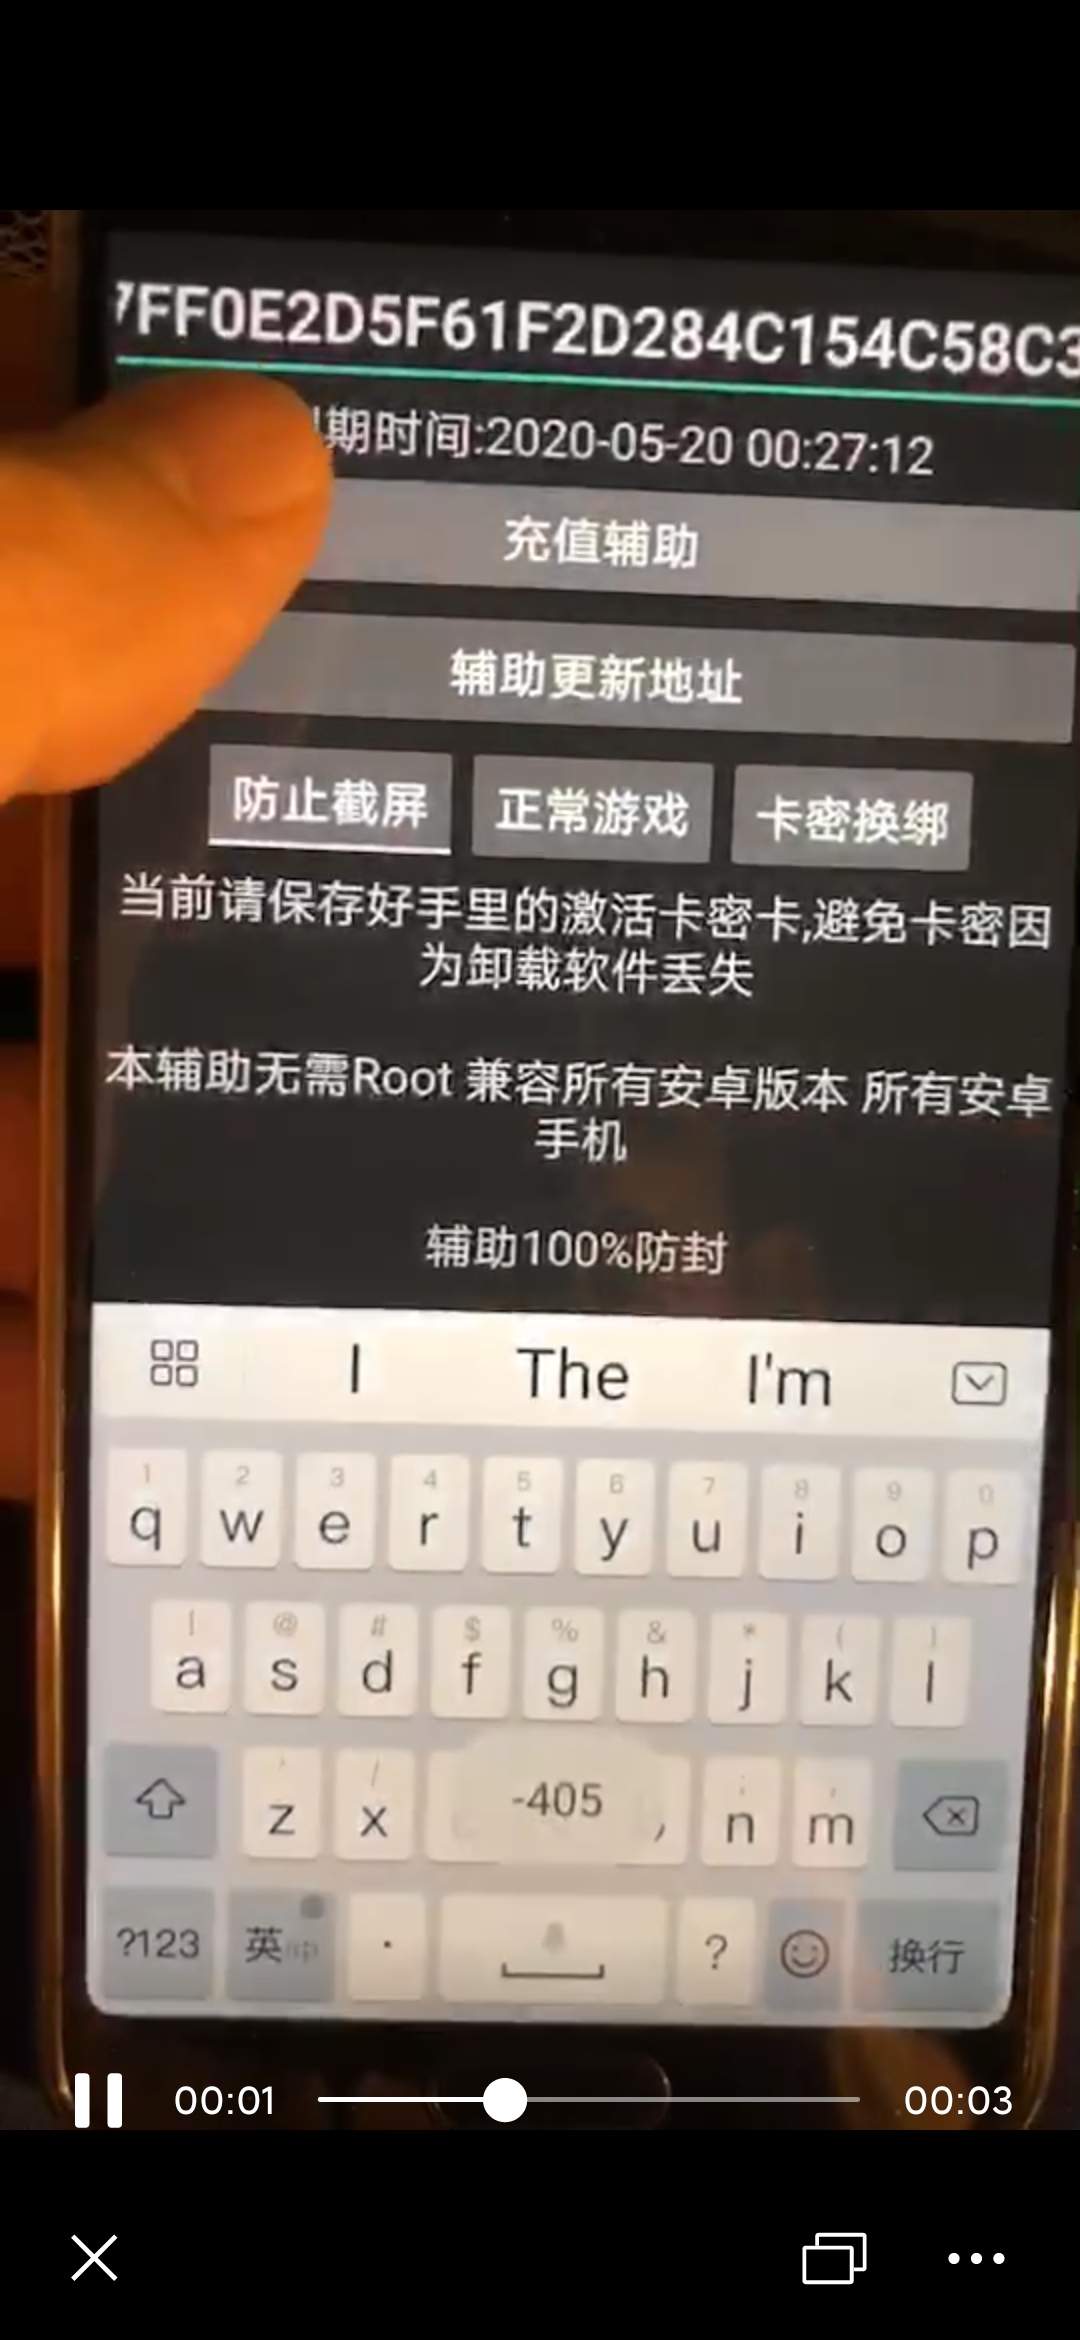 7FF0E2D5F61F2D284C154C58C3
期时间:2020-05-20 00:27:12
充值辅助
辅助更新地址
防止截屏 正常游戏 卡密换绑
当前请保存好手里的激活卡密卡,避免卡密因
为卸载软件丢失
本辅助无需Root 兼容所有安卓版本 所有安卓
手机
辅助100%防封
I The I'm
1 2 3 4 5 6 7 8 9 0
q w e r t y u i o p
@ # $ % & * ( )
a s d f g h j k l
' / : ,
z x -405 n m
?123 英 . ? 换行
00:01 00:03